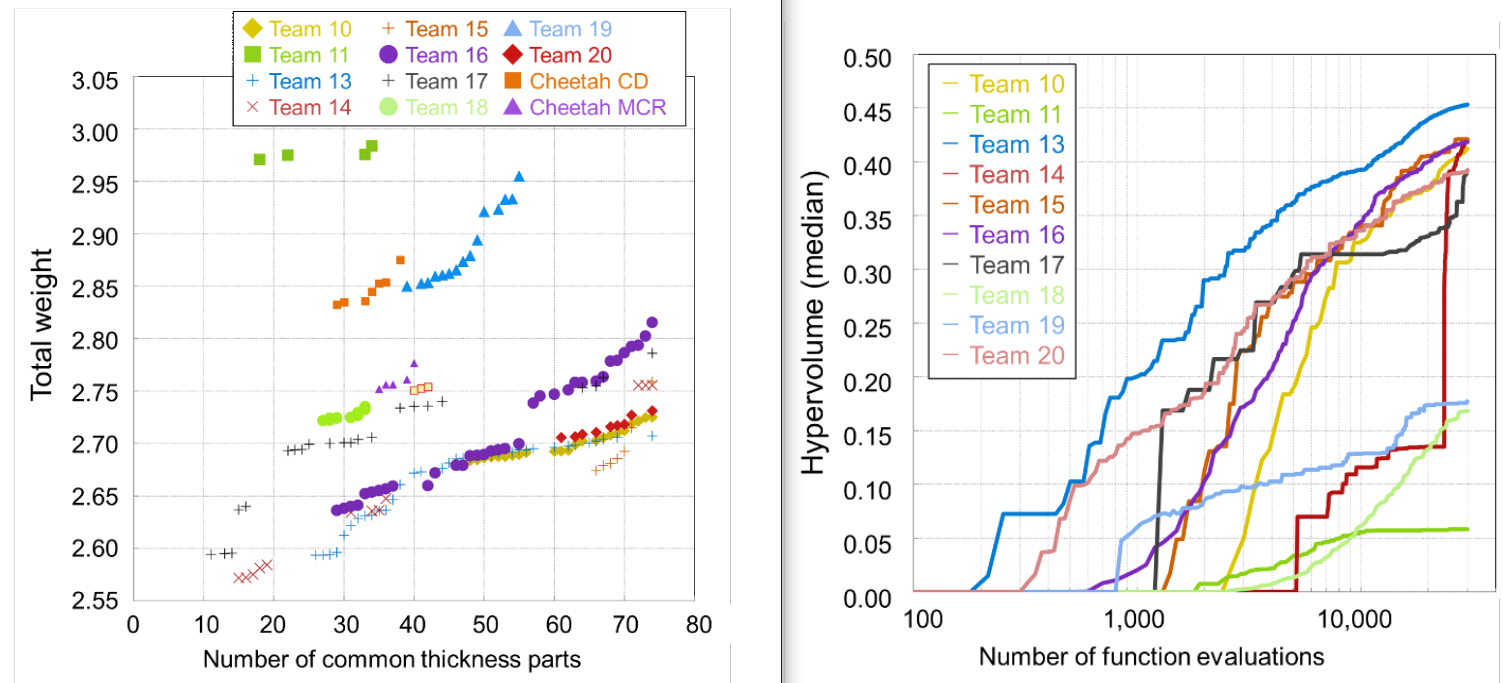 Team 10 Team 15 Team 19
Team 11 Team 16 Team 20
Team 13 Team 17 Cheetah CD
Team 14 Team 18 Cheetah MCR
3.05
3.00
2.95
2.90
2.85
2.80
2.75
2.70
2.65
2.60
2.55
Total weight
0 10 20 30 40 50 60 70 80
Number of common thickness parts
0.50
0.45
0.40
0.35
0.30
0.25
0.20
0.15
0.10
0.05
0.00
Hypervolume (median)
Team 10
Team 11
Team 13
Team 14
Team 15
Team 16
Team 17
Team 18
Team 19
Team 20
100 1,000 10,000
Number of function evaluations